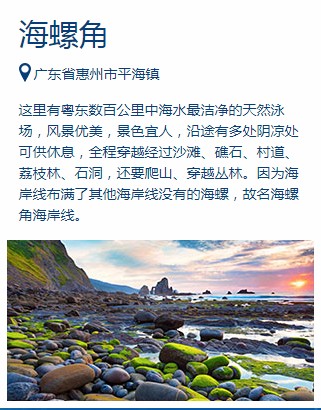 海螺角
广东省惠州市平海镇
这里有粤东数百公里中海水最洁净的天然泳
场，风景优美，景色宜人，沿途有多处阴凉处
可供休息，全程穿越经过沙滩、礁石、村道、
荔枝林、石洞，还要爬山、穿越丛林。因为海
岸线布满了其他海岸线没有的海螺，故名海螺
角海岸线。